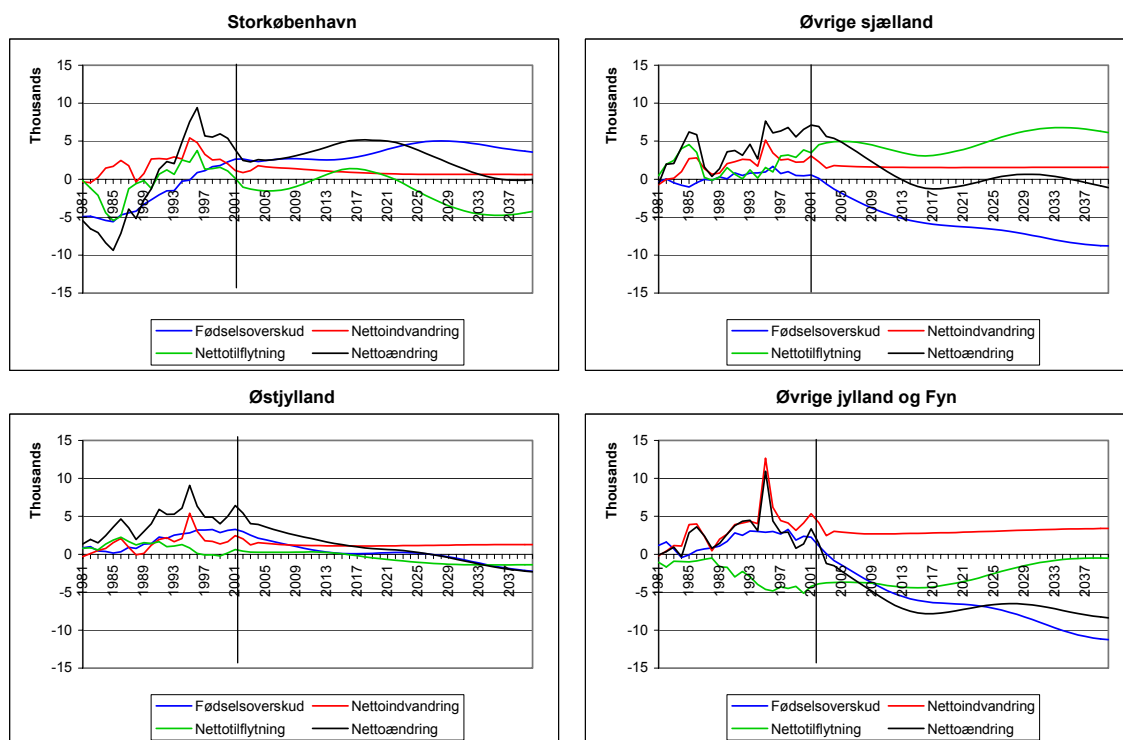 Storkøbenhavn
Thousands
15
10
5
0
-5
-10
-15
1981 1985 1989 1993 1997 2001 2005 2009 2013 2017 2021 2025 2029 2033 2037
Fødselsoverskud Nettoindvandring
Nettotilflytning Nettoændring
Øvrige sjælland
Thousands
15
10
5
0
-5
-10
-15
1981 1985 1989 1993 1997 2001 2005 2009 2013 2017 2021 2025 2029 2033 2037
Fødselsoverskud Nettoindvandring
Nettotilflytning Nettoændring
Østjylland
Thousands
15
10
5
0
-5
-10
-15
1981 1985 1989 1993 1997 2001 2005 2009 2013 2017 2021 2025 2029 2033 2037
Fødselsoverskud Nettoindvandring
Nettotilflytning Nettoændring
Øvrige jylland og Fyn
Thousands
15
10
5
0
-5
-10
-15
1981 1985 1989 1993 1997 2001 2005 2009 2013 2017 2021 2025 2029 2033 2037
Fødselsoverskud Nettoindvandring
Nettotilflytning Nettoændring